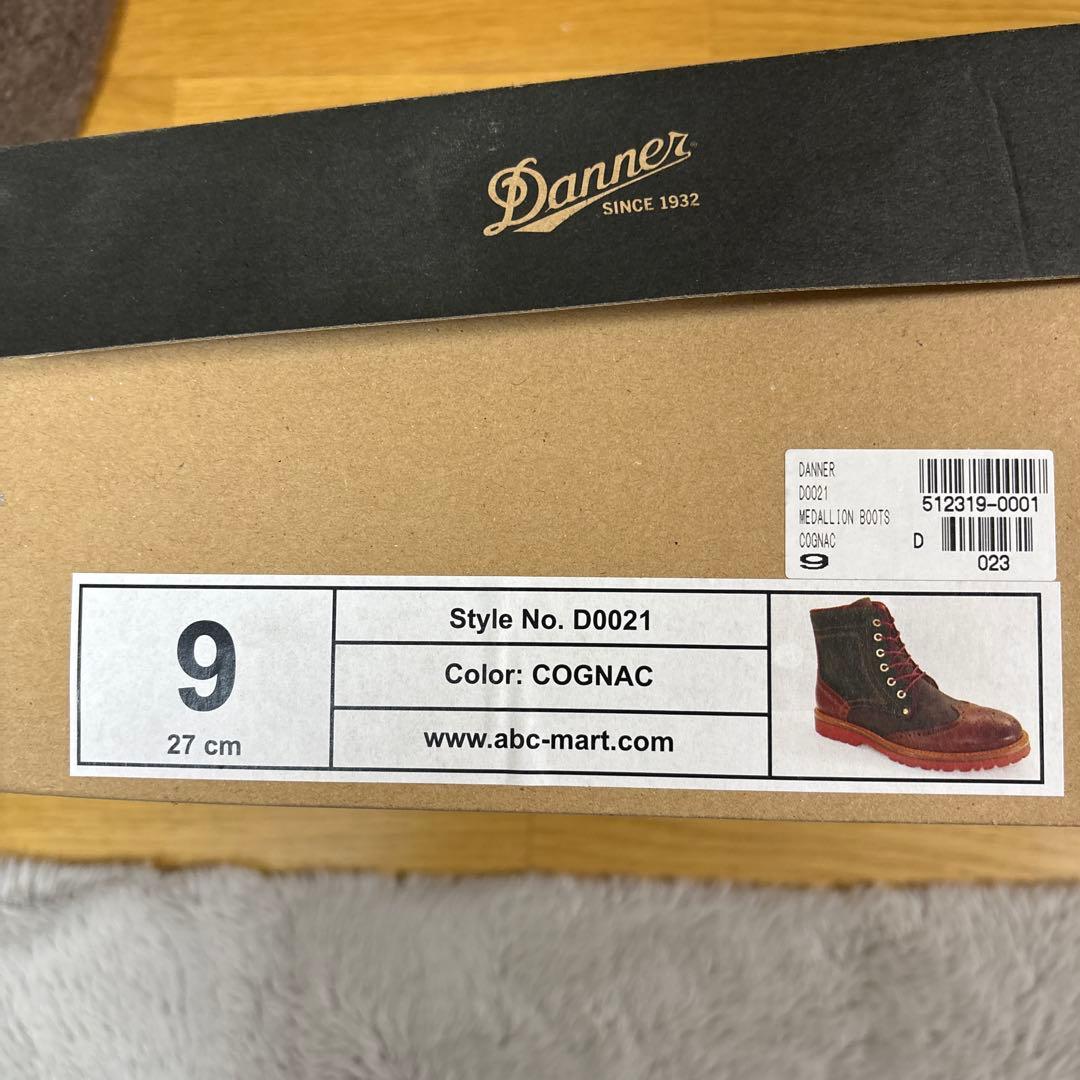 Danner
SINCE 1932
DANNER
D0021
MEDALLION BOOTS
COGNAC
9
512319-0001
D
023
9
27 cm
Style No. D0021
Color: COGNAC
www.abc-mart.com